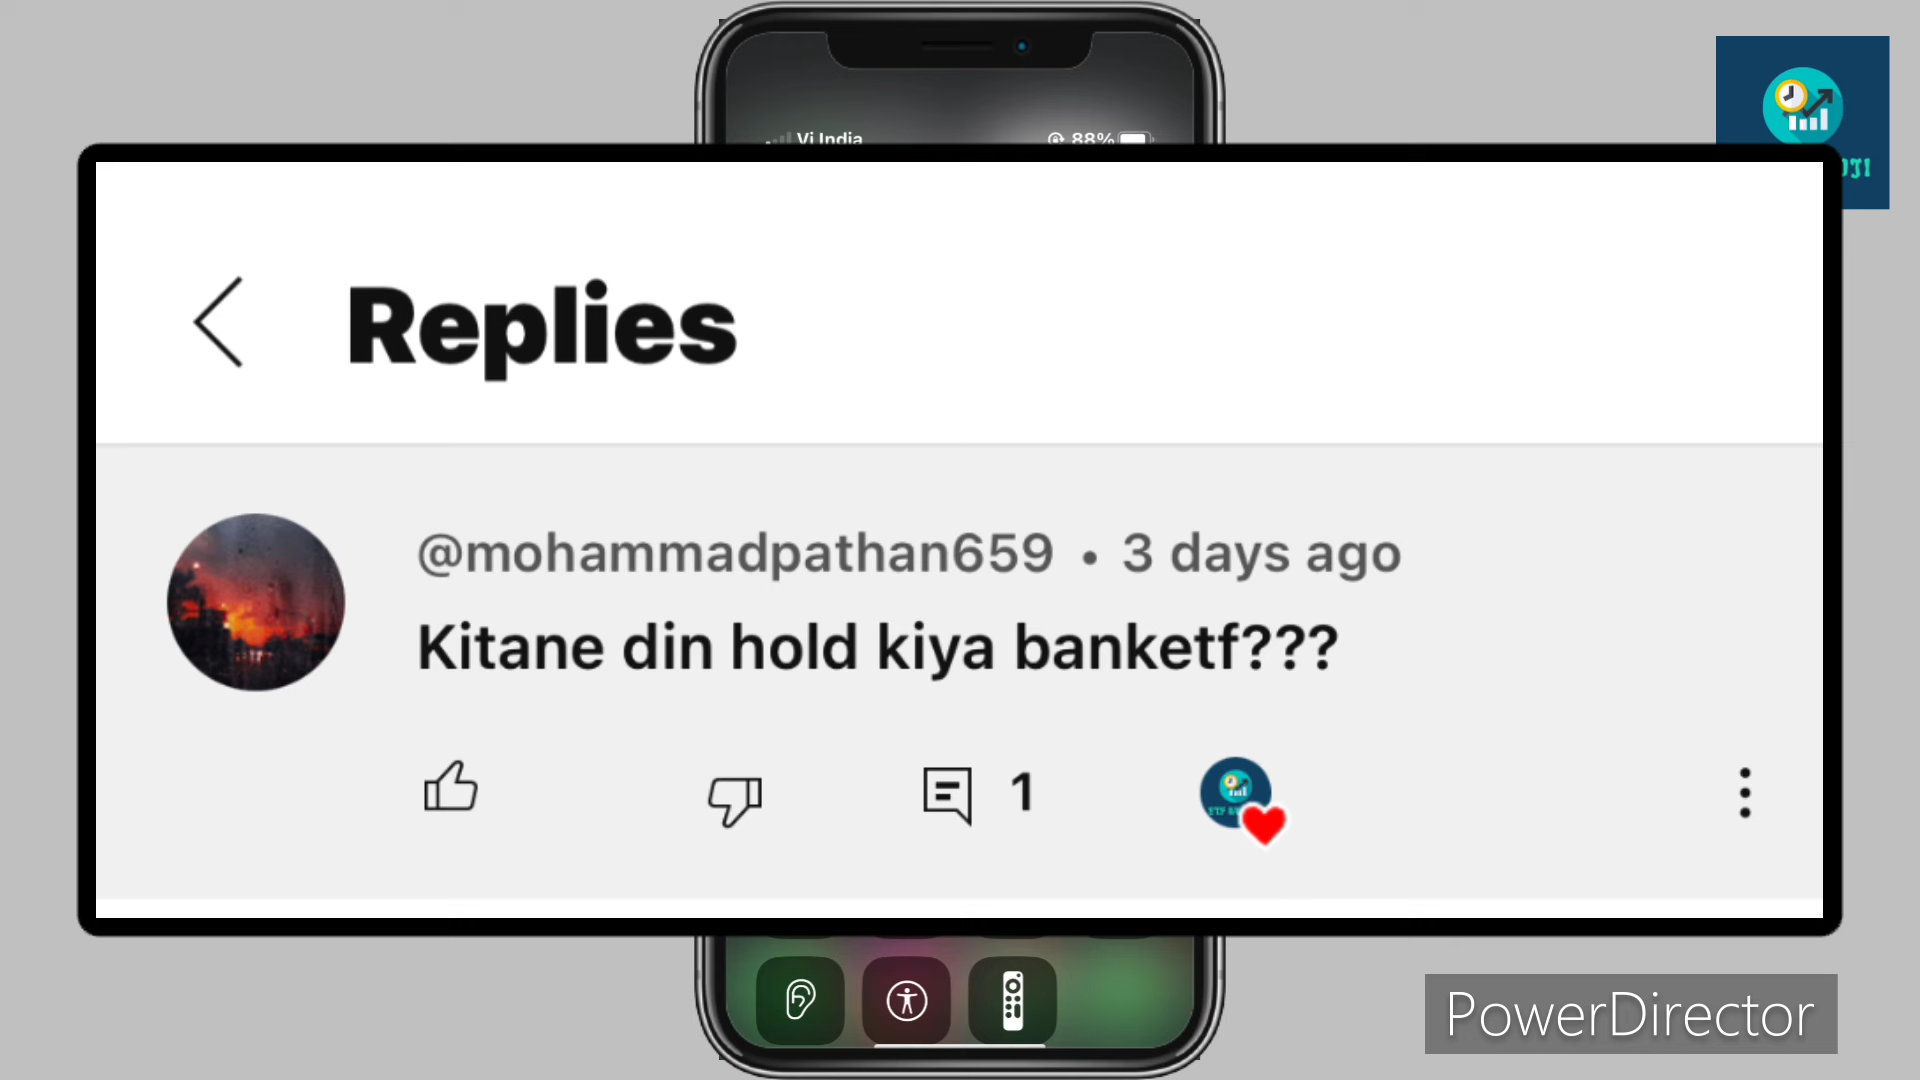 Vi India
88%
Replies
@mohammadpathan659 • 3 days ago
Kitane din hold kiya banketf???
1
PowerDirector